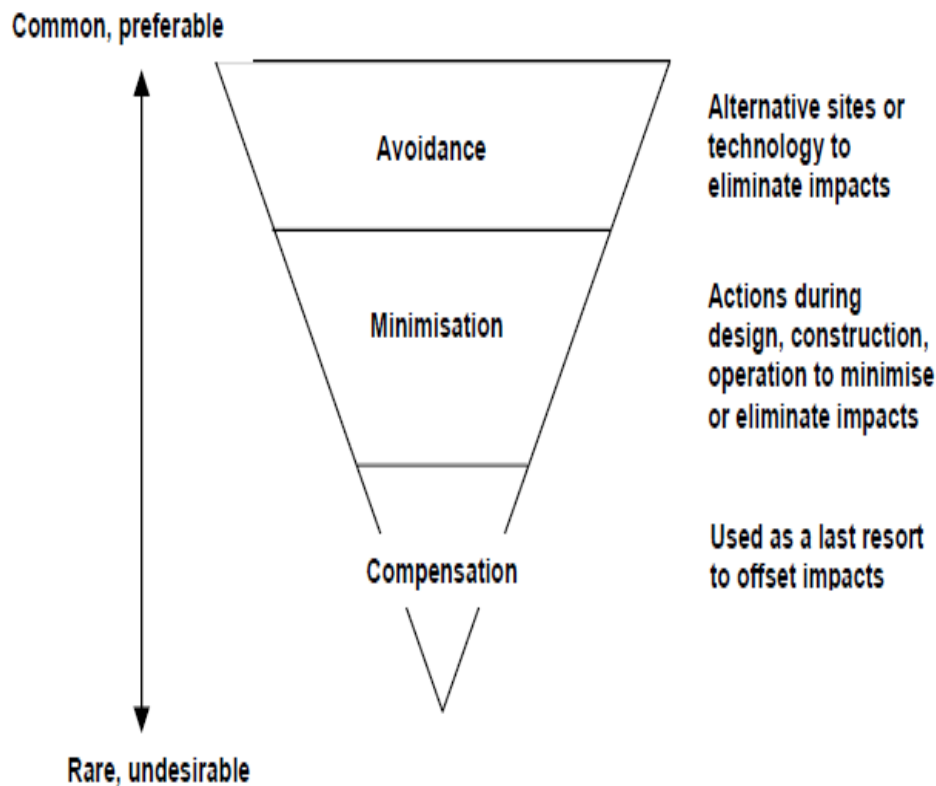 Common, preferable
Avoidance
Alternative sites or
technology to
eliminate impacts
Minimisation
Actions during
design, construction,
operation to minimise
or eliminate impacts
Compensation
Used as a last resort
to offset impacts
Rare, undesirable